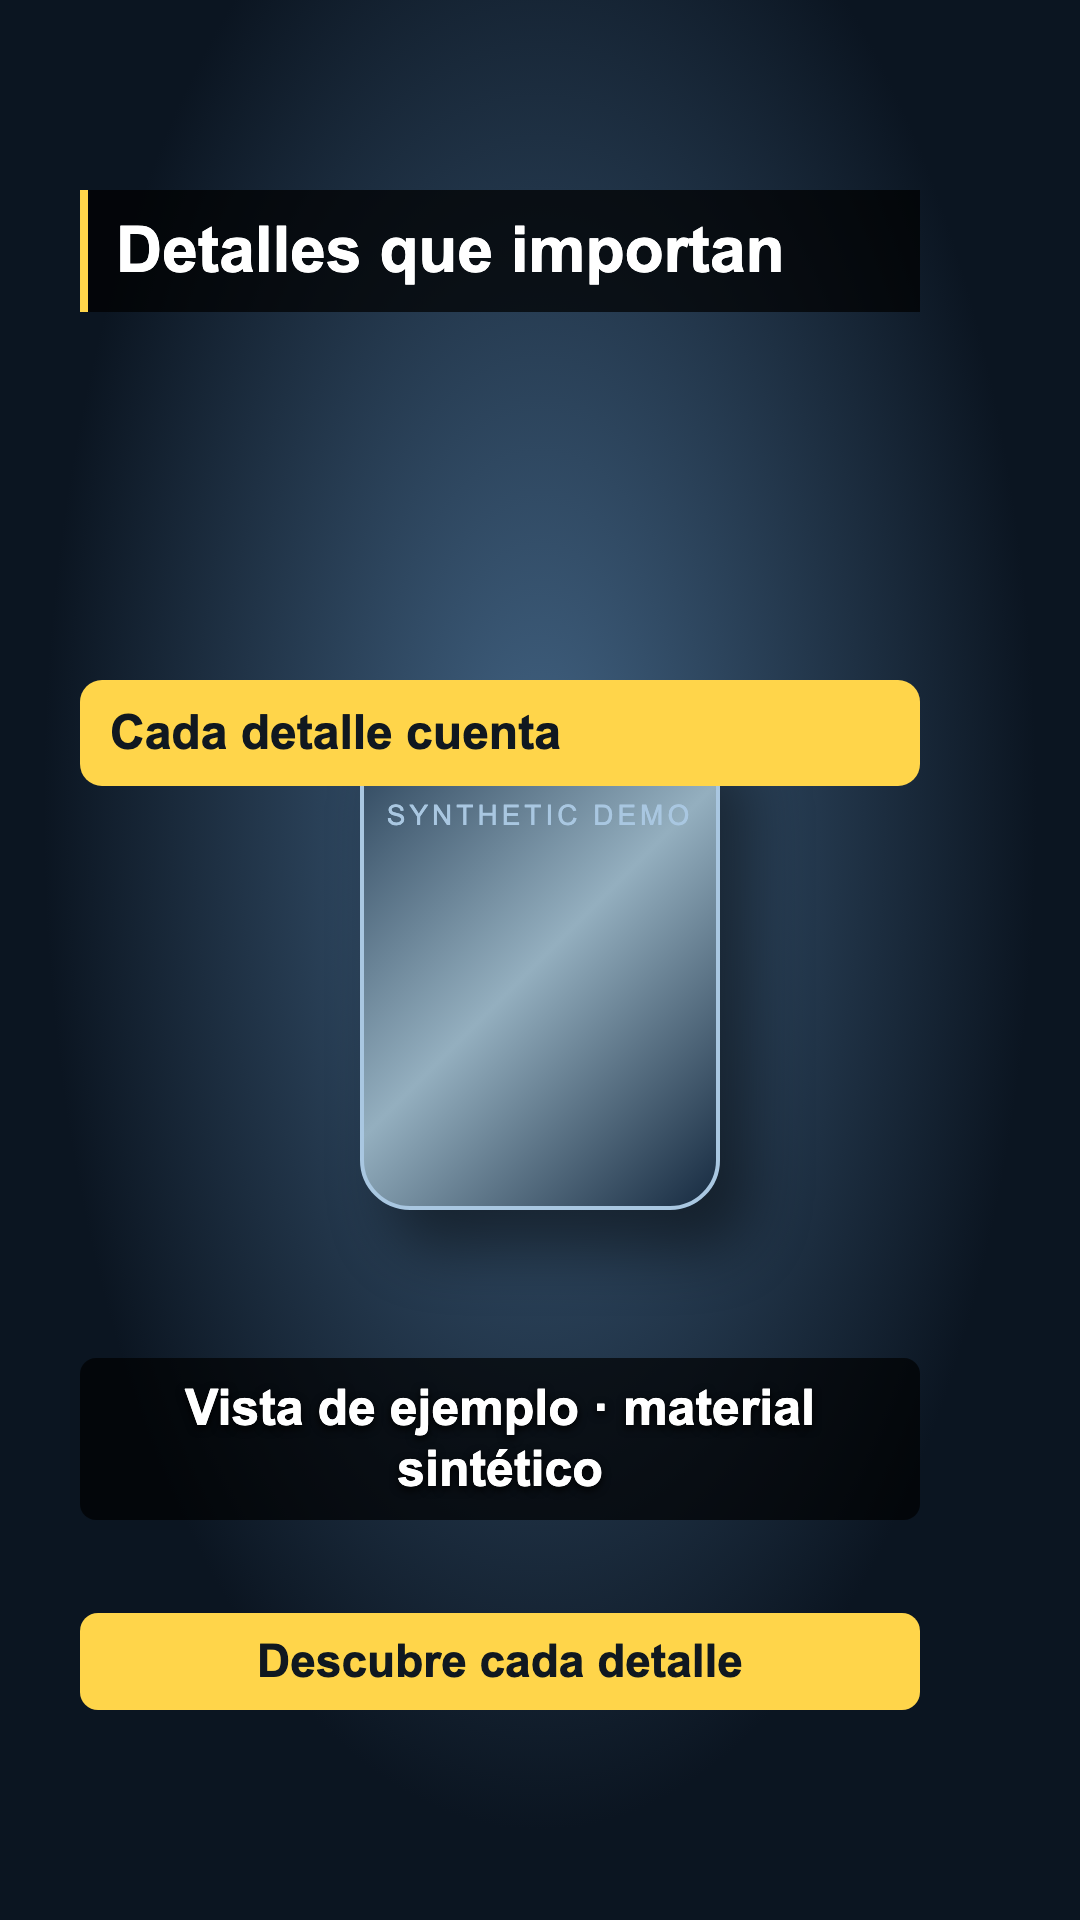 Detalles que importan
Cada detalle cuenta
SYNTHETIC DEMO
Vista de ejemplo · material
sintético
Descubre cada detalle